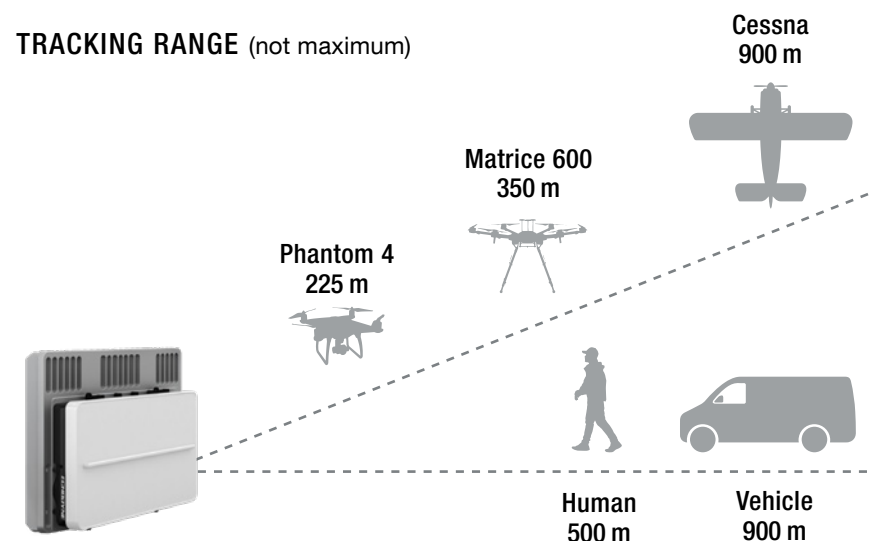 TRACKING RANGE (not maximum)
Cessna
900 m
Matrice 600
350 m
Phantom 4
225 m
Human
500 m
Vehicle
900 m